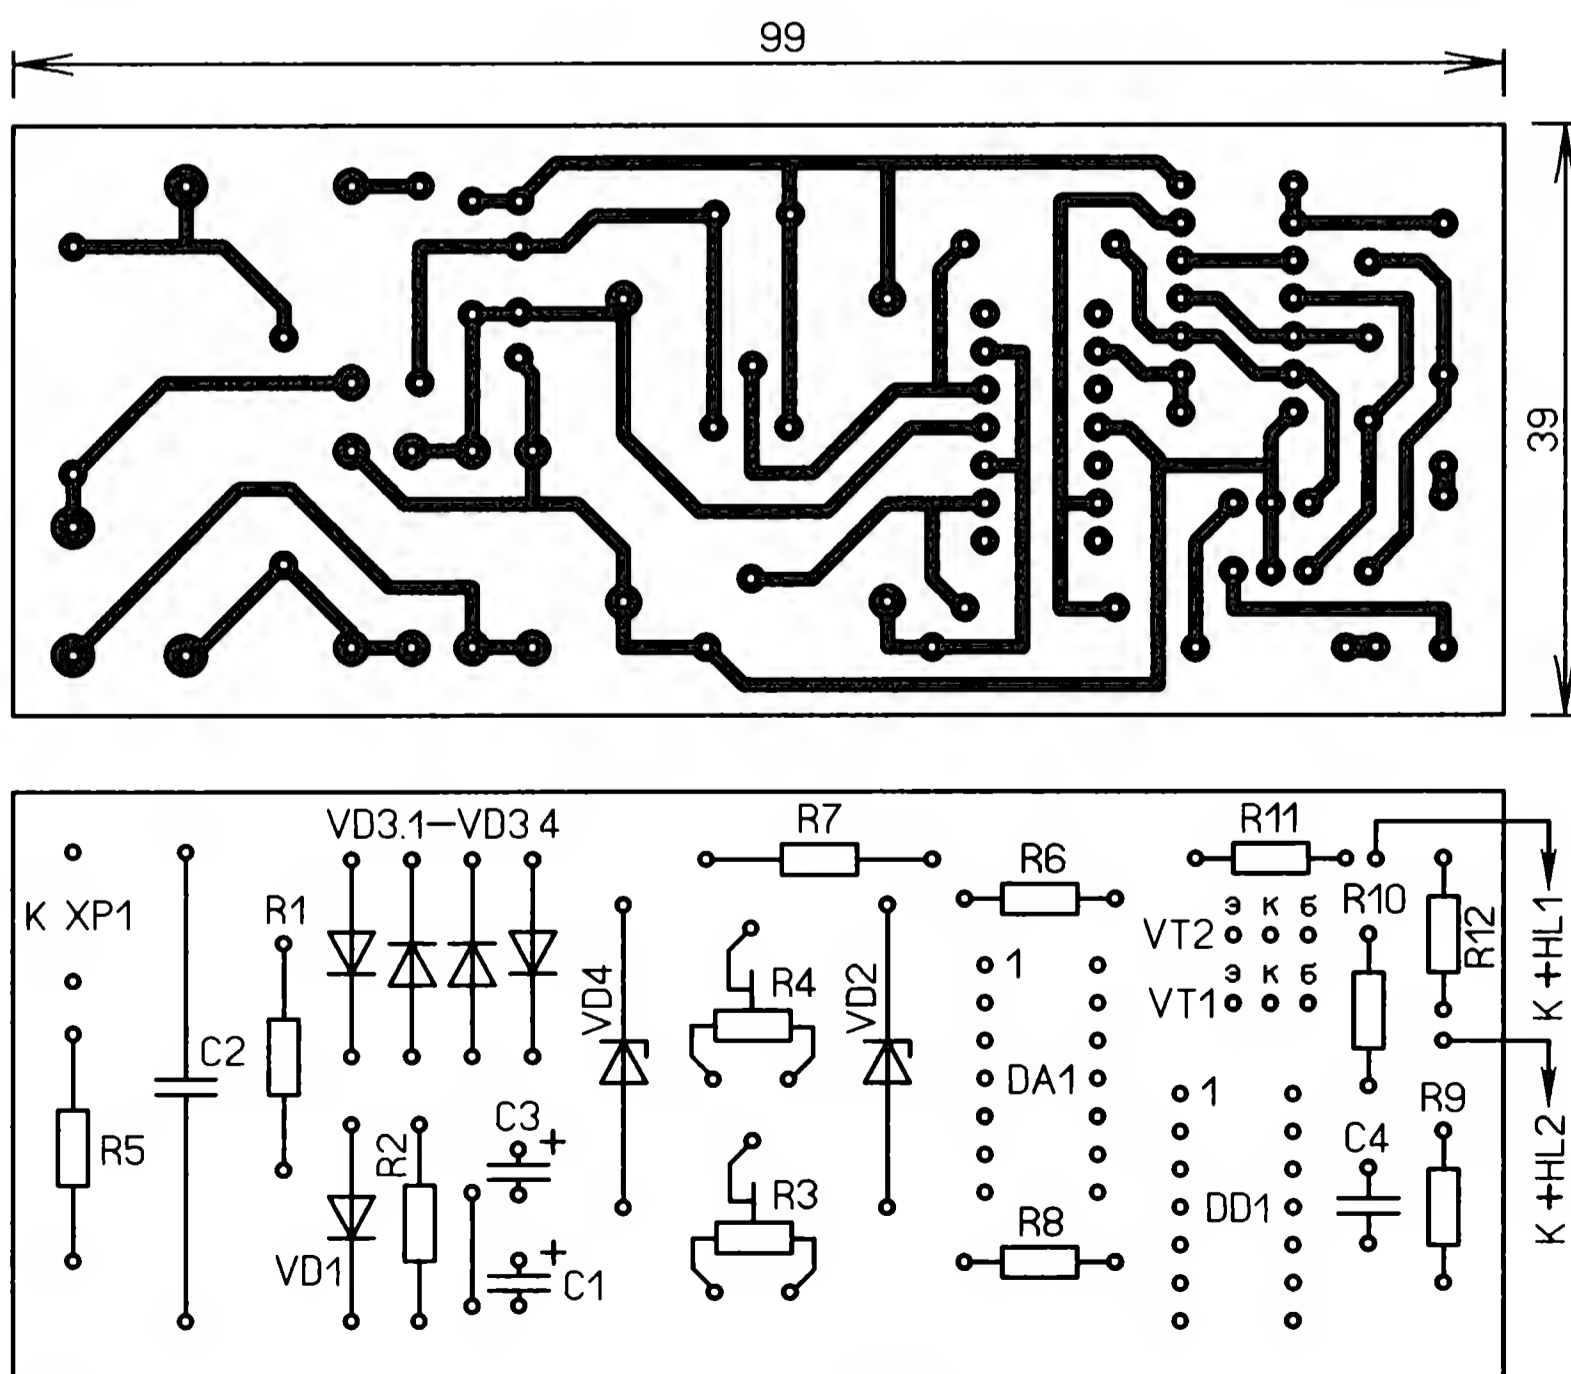 99
39
VD3.1—VD3 4
R7
R11
R6
К XP1
R1
э к б
R10
VT2
R12
К +HL1
э к б
VT1
VD4
R4
VD2
1
C2
DA1
R5
R2
C3
+
1
C4
R9
К +HL2
R3
DD1
VD1
+
C1
R8